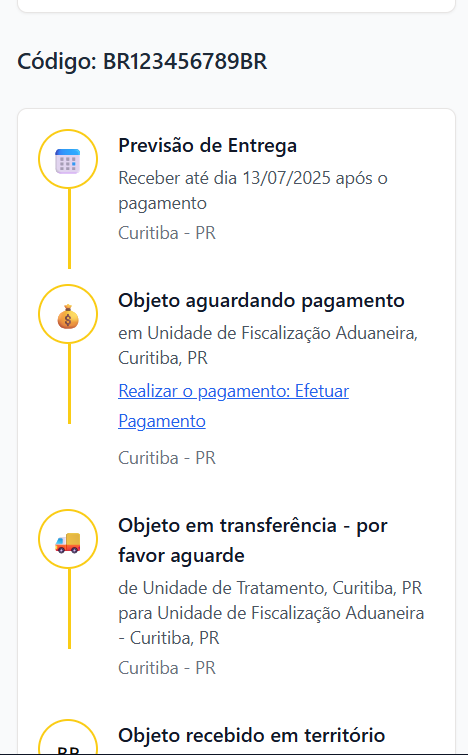 Código: BR123456789BR
Previsão de Entrega
Receber até dia 13/07/2025 após o
pagamento
Curitiba - PR
Objeto aguardando pagamento
em Unidade de Fiscalização Aduaneira,
Curitiba, PR
Realizar o pagamento: Efetuar
Pagamento
Curitiba - PR
Objeto em transferência - por
favor aguarde
de Unidade de Tratamento, Curitiba, PR
para Unidade de Fiscalização Aduaneira
- Curitiba, PR
Curitiba - PR
Objeto recebido em território
BR